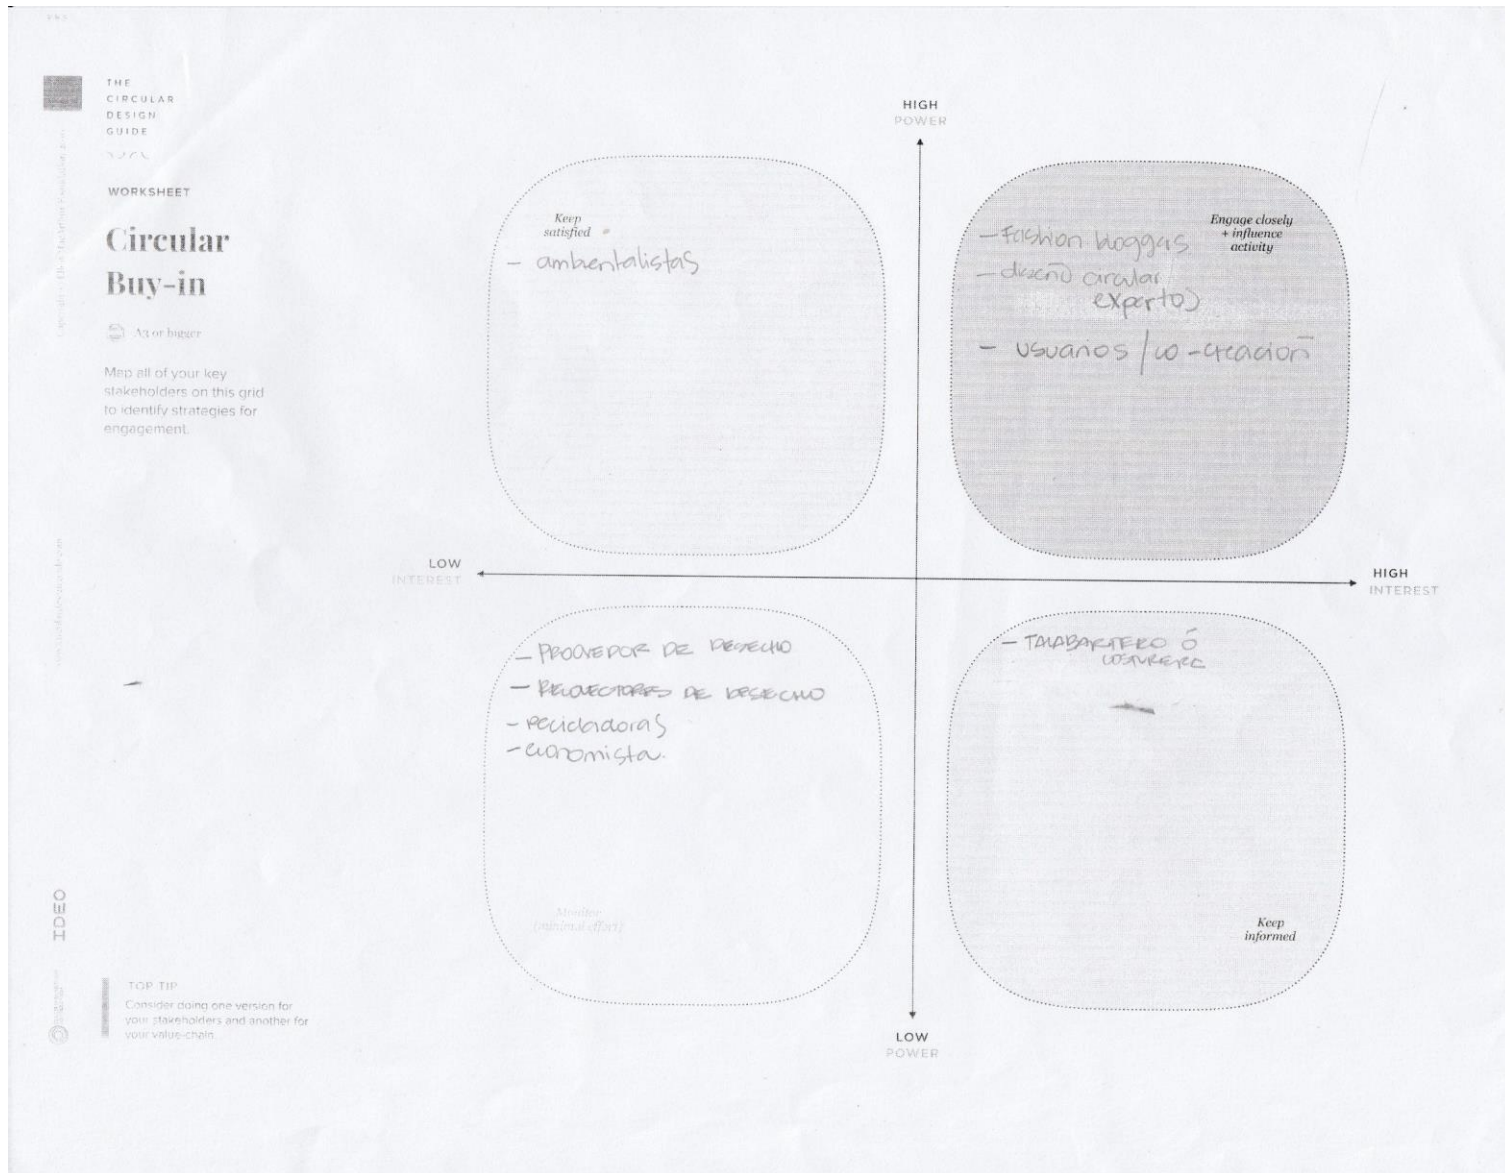 THE
CIRCULAR
DESIGN
GUIDE
WORKSHEET
Circular
Buy-in
A3 or bigger
Map all of your key
stakeholders on this grid
to identify strategies for
engagement.
HIGH
POWER
Keep
satisfied
- ambientalistas
Engage closely
+ influence
activity
- Fashion bloggers
- diseño circular
experto)
- usuarios / co-creación
LOW
INTEREST
HIGH
INTEREST
- PROOVEDOR DE DESECHO
- RECOLECTORES DE DESECHO
- recicladoras
- economista.
Monitor
(minimal effort)
- TALABARTERO Ó
COSTURERA
Keep
informed
LOW
POWER
IDEO
TOP TIP
Consider doing one version for
your stakeholders and another for
your value-chain